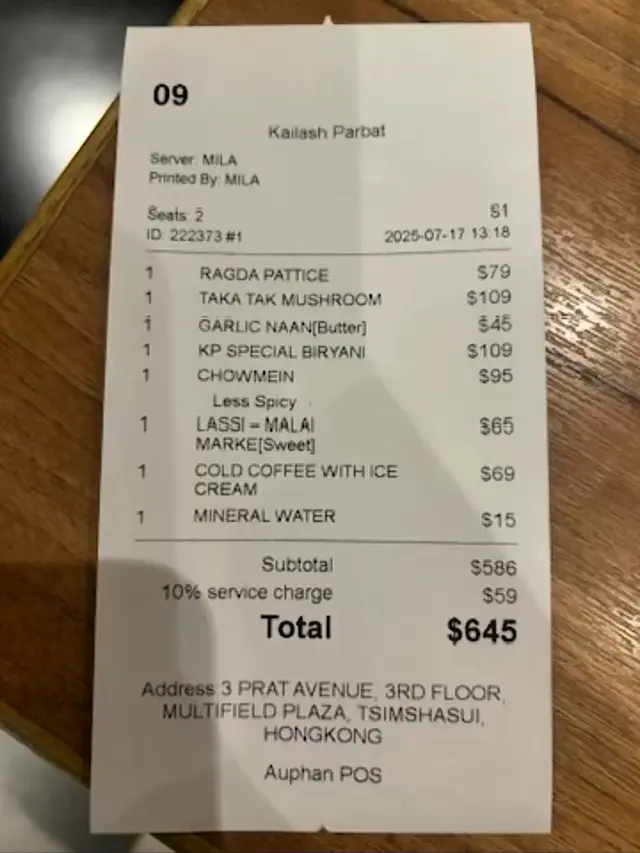 09
Kailash Parbat
Server: MILA
Printed By: MILA
Seats: 2 S1
ID: 222373 #1 2025-07-17 13:18
1 RAGDA PATTICE $79
1 TAKA TAK MUSHROOM $109
1 GARLIC NAAN[Butter] $45
1 KP SPECIAL BIRYANI $109
1 CHOWMEIN $95
Less Spicy
1 LASSI - MALAI $65
MARKE[Sweet]
1 COLD COFFEE WITH ICE $69
CREAM
1 MINERAL WATER $15
Subtotal $586
10% service charge $59
Total $645
Address 3 PRAT AVENUE, 3RD FLOOR,
MULTIFIELD PLAZA, TSIMSHASUI,
HONGKONG
Auphan POS